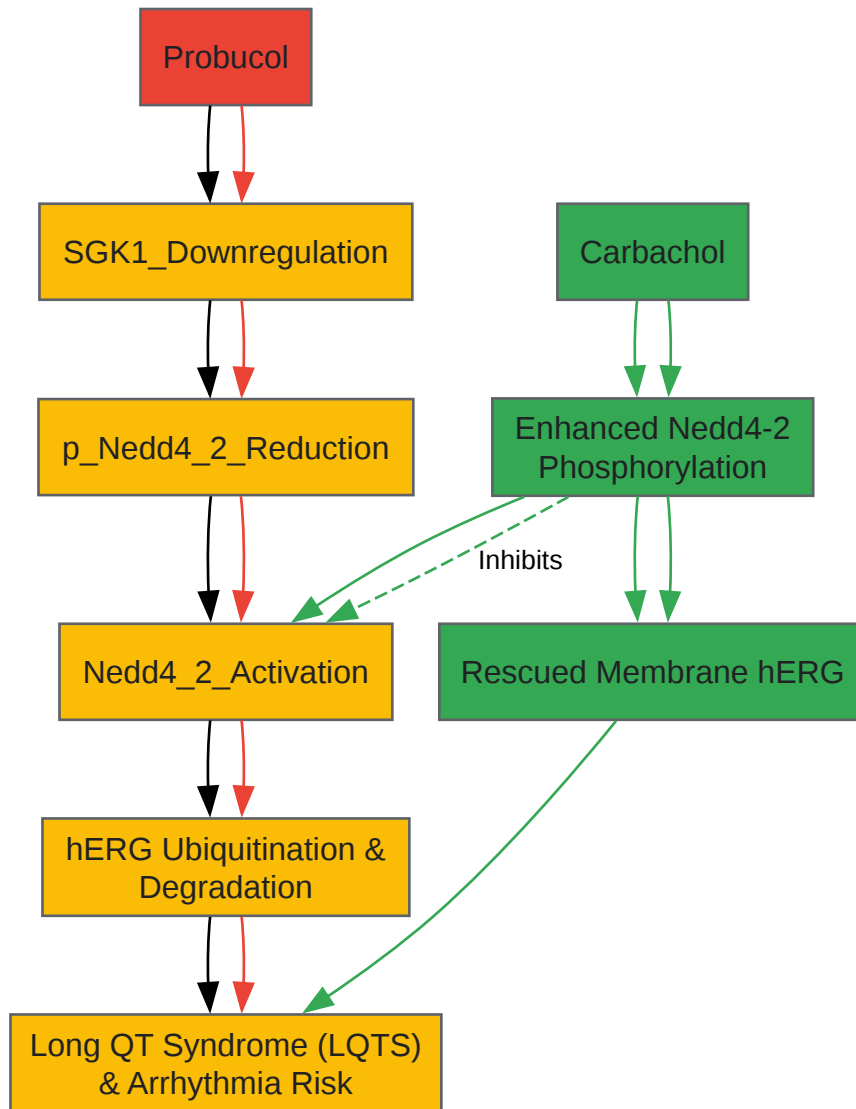 Probucol
SGK1_Downregulation
Carbachol
p_Nedd4_2_Reduction
Enhanced Nedd4-2
Phosphorylation
Inhibits
Nedd4_2_Activation
Rescued Membrane hERG
hERG Ubiquitination &
Degradation
Long QT Syndrome (LQTS)
& Arrhythmia Risk